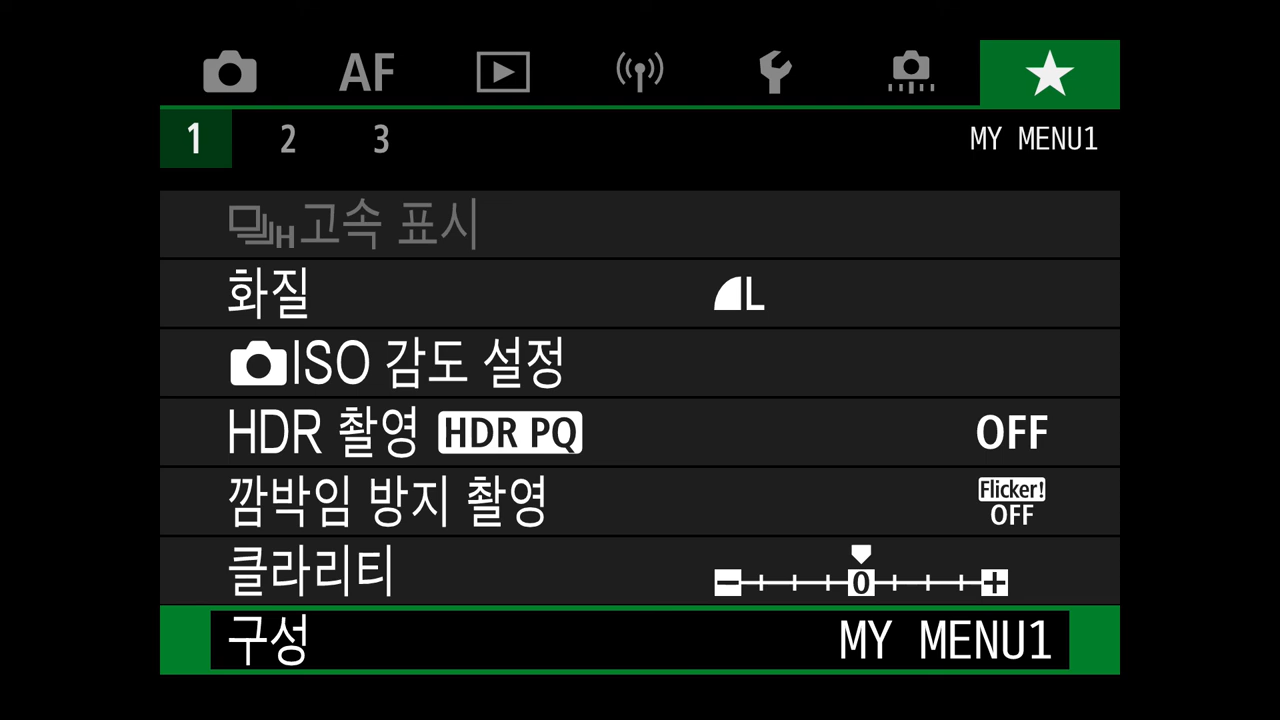 AF
1 2 3 MY MENU1
H고속 표시
화질 L
ISO 감도 설정
HDR 촬영 HDR PQ OFF
깜박임 방지 촬영 Flicker! OFF
클라리티 0
구성 MY MENU1